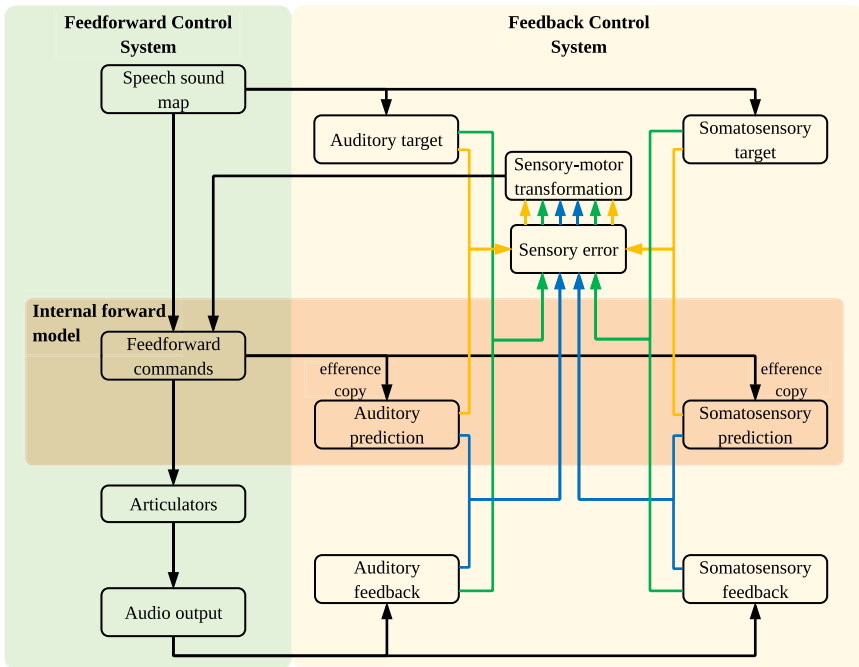 Feedforward Control
System
Feedback Control
System
Speech sound
map
Auditory target
Somatosensory
target
Sensory-motor
transformation
Sensory error
Internal forward
model
Feedforward
commands
efference
copy
efference
copy
Auditory
prediction
Somatosensory
prediction
Articulators
Auditory
feedback
Somatosensory
feedback
Audio output